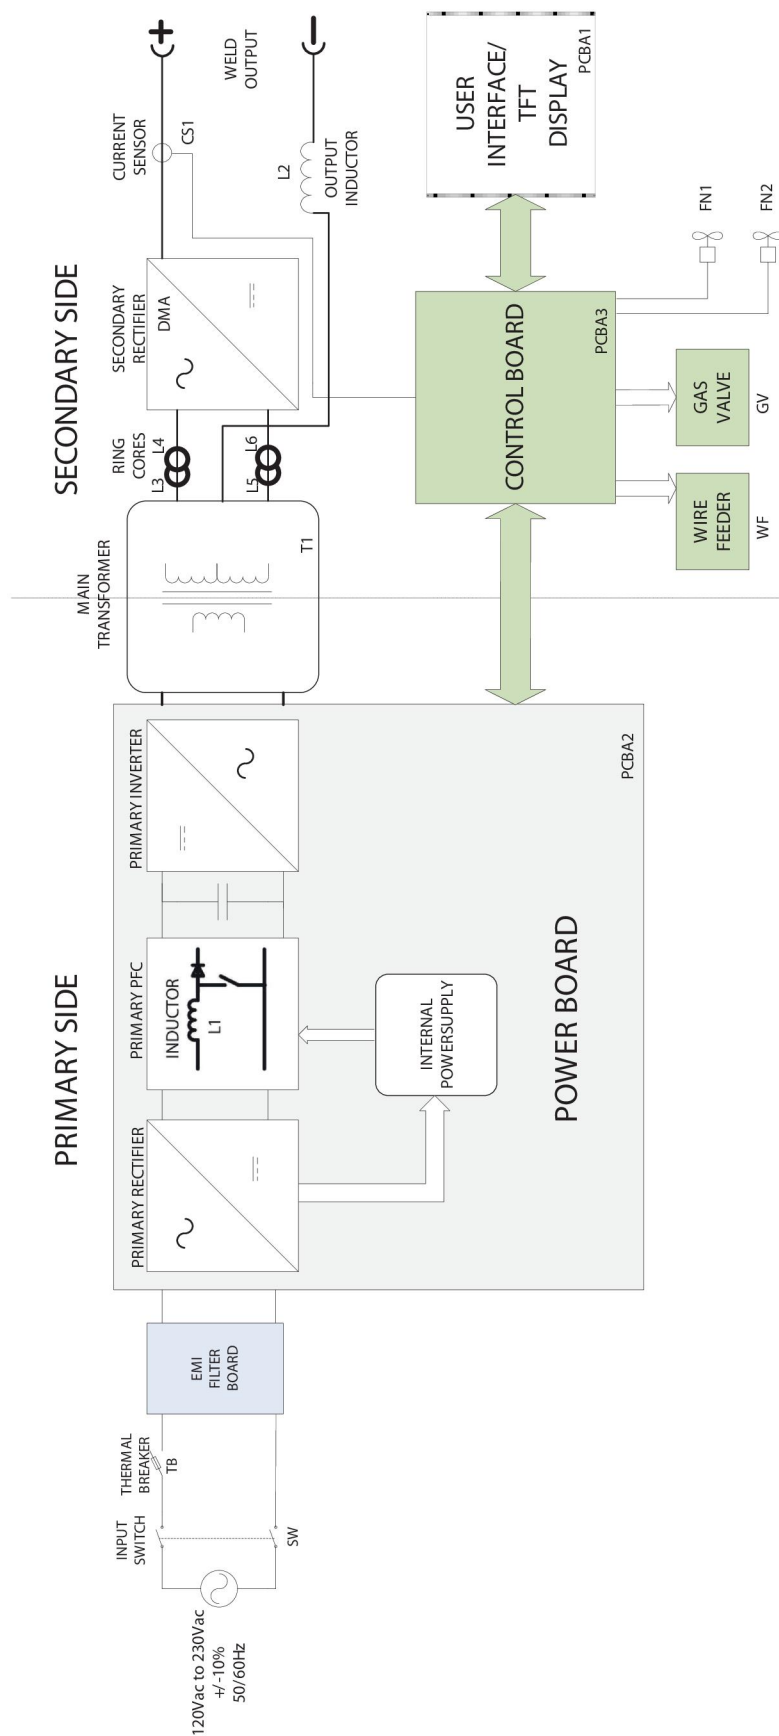 PRIMARY SIDE
SECONDARY SIDE
120Vac to 230Vac
+/-10%
50/60Hz
INPUT
SWITCH
SW
THERMAL
BREAKER
TB
EMI
FILTER
BOARD
PRIMARY RECTIFIER
PRIMARY PFC
INDUCTOR
L1
PRIMARY INVERTER
INTERNAL
POWERSUPPLY
POWER BOARD
PCBA2
MAIN
TRANSFORMER
T1
RING
CORES
L3
L4
L5
L6
SECONDARY
RECTIFIER
DMA
CURRENT
SENSOR
CS1
+
WELD
OUTPUT
-
L2
OUTPUT
INDUCTOR
CONTROL BOARD
PCBA3
USER
INTERFACE/
TFT
DISPLAY
PCBA1
WIRE
FEEDER
WF
GAS
VALVE
GV
FN1
FN2